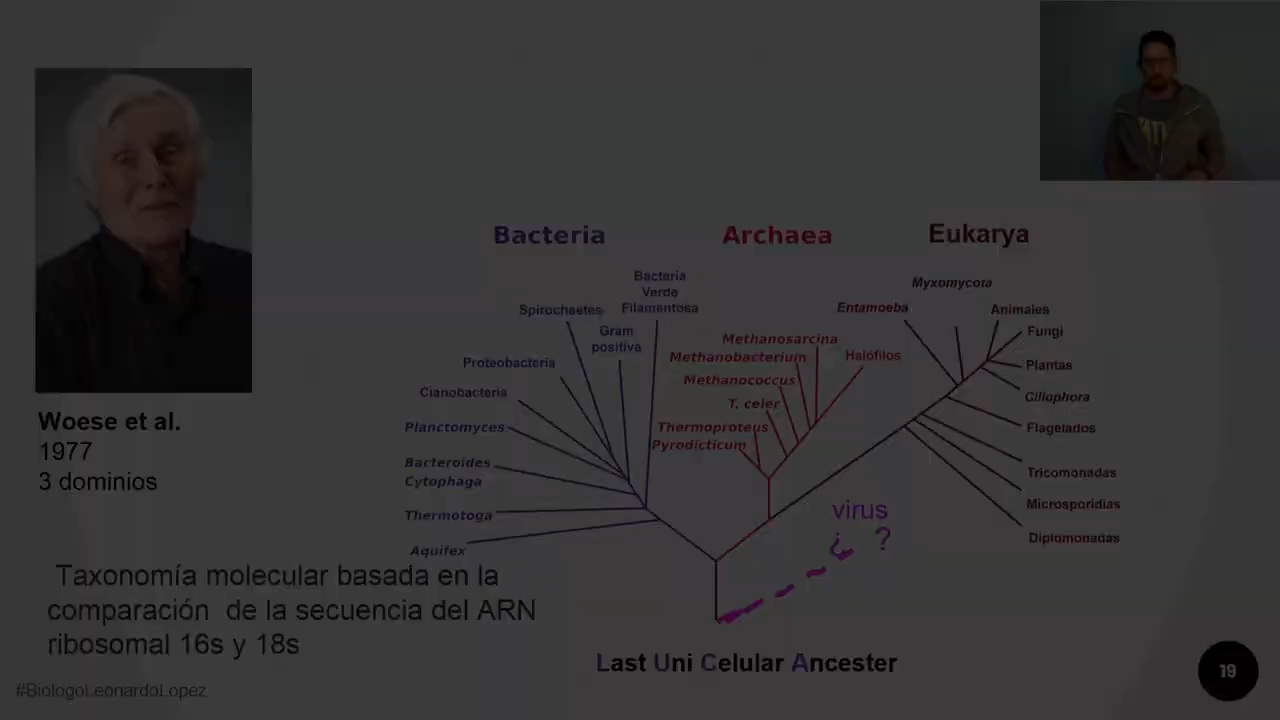 Bacteria
Archaea
Eukarya
Bacteria
Verde
Filamentosa
Spirochaetes
Gram
positiva
Proteobacteria
Cianobacteria
Planctomyces
Bacteroides
Cytophaga
Thermotoga
Aquifex
Methanosarcina
Methanobacterium
Halófilos
Methanococcus
T. celer
Thermoproteus
Pyrodicticum
Myxomycota
Entamoeba
Animales
Fungi
Plantas
Ciliophora
Flagelados
Tricomonadas
Microsporidias
Diplomonadas
virus
¿ ?
Woese et al.
1977
3 dominios
Taxonomía molecular basada en la
comparación de la secuencia del ARN
ribosomal 16s y 18s
Last Uni Celular Ancester
#BiologoLeonardoLopez
19